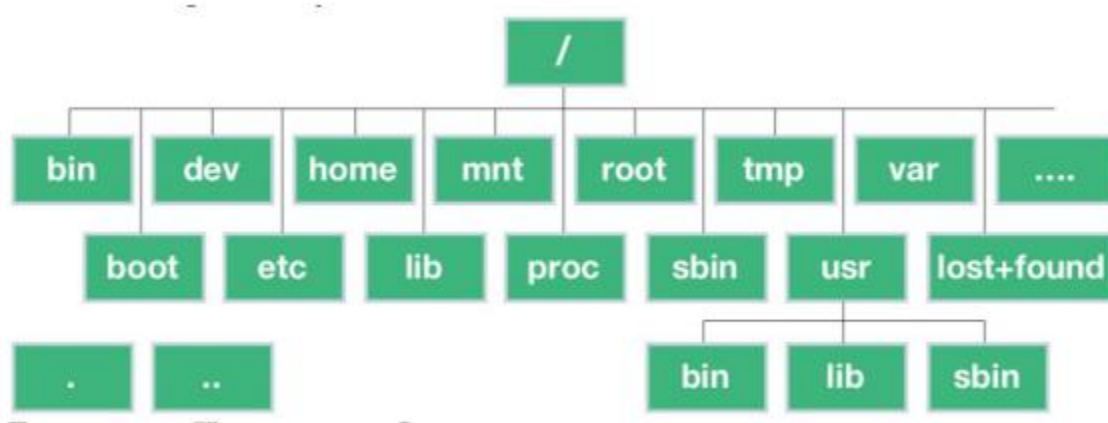 /
bin dev home mnt root tmp var ....
boot etc lib proc sbin usr lost+found
. .. bin lib sbin